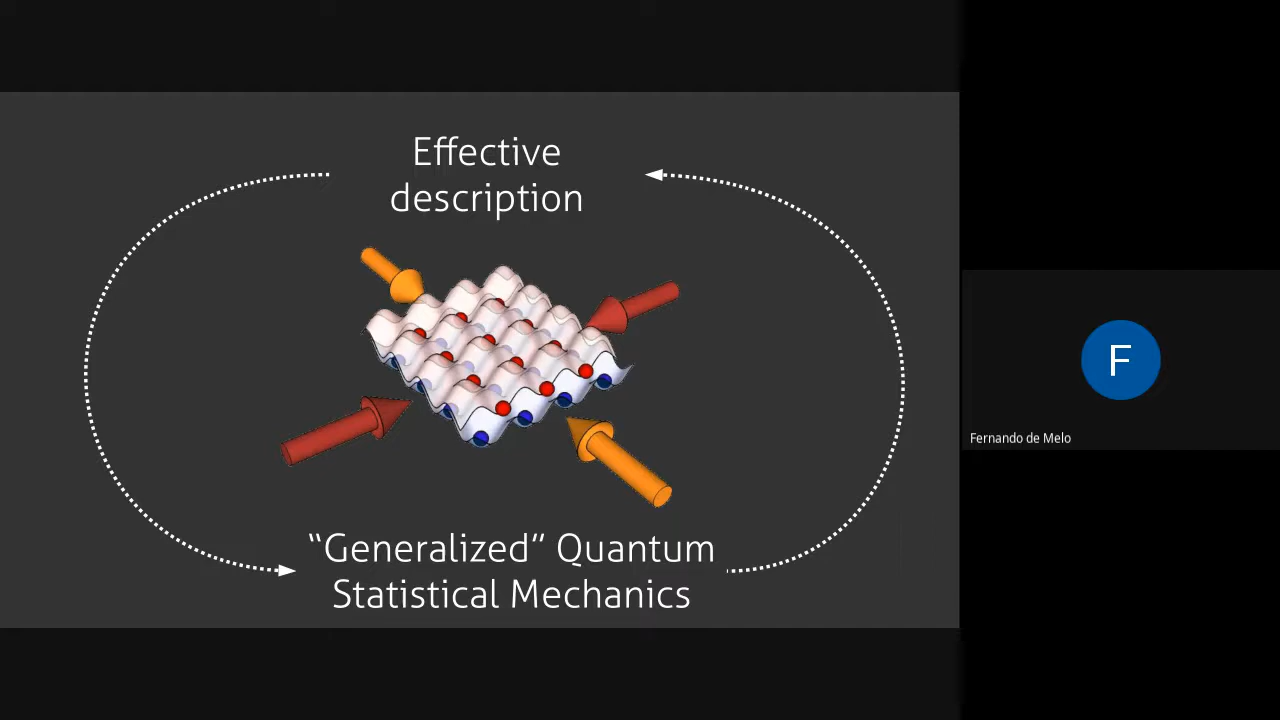 Effective
description
“Generalized” Quantum
Statistical Mechanics
F
Fernando de Melo